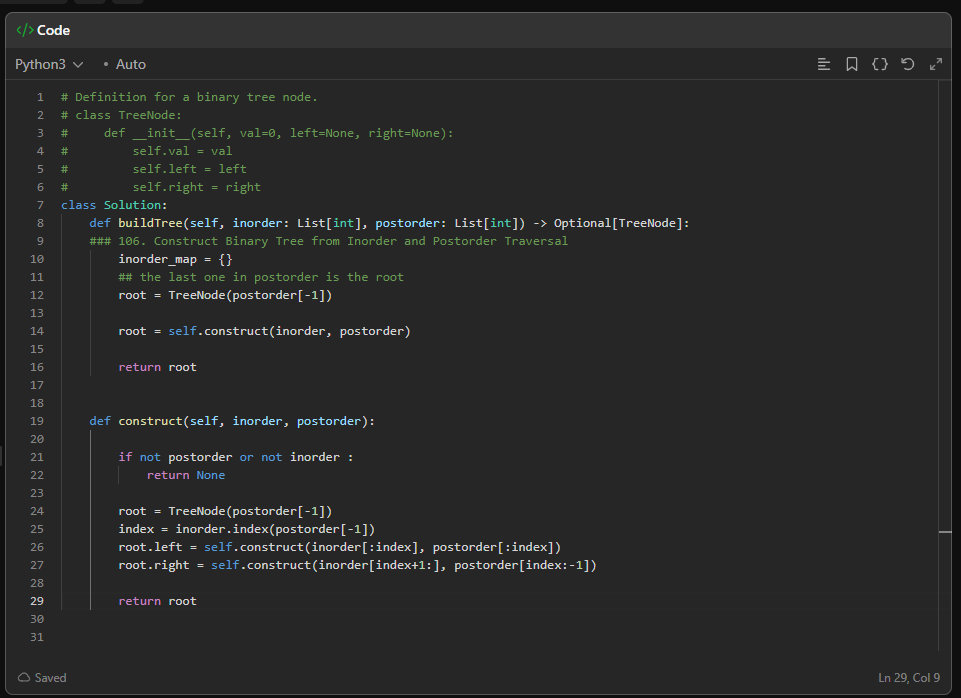 </> Code
Python3 • Auto
1 # Definition for a binary tree node.
2 # class TreeNode:
3 #     def __init__(self, val=0, left=None, right=None):
4 #         self.val = val
5 #         self.left = left
6 #         self.right = right
7 class Solution:
8     def buildTree(self, inorder: List[int], postorder: List[int]) -> Optional[TreeNode]:
9     ### 106. Construct Binary Tree from Inorder and Postorder Traversal
10         inorder_map = {}
11         ## the last one in postorder is the root
12         root = TreeNode(postorder[-1])
13
14         root = self.construct(inorder, postorder)
15
16         return root
17
18
19     def construct(self, inorder, postorder):
20
21         if not postorder or not inorder :
22             return None
23
24         root = TreeNode(postorder[-1])
25         index = inorder.index(postorder[-1])
26         root.left = self.construct(inorder[:index], postorder[:index])
27         root.right = self.construct(inorder[index+1:], postorder[index:-1])
28
29         return root
30
31
Saved
Ln 29, Col 9